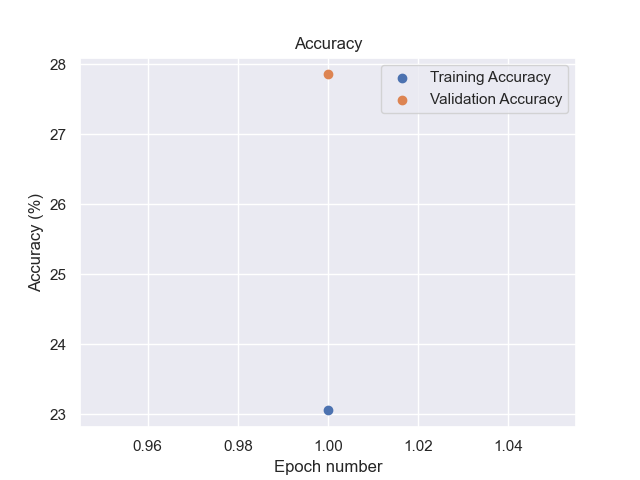 Accuracy
Training Accuracy
Validation Accuracy
28
27
26
25
24
23
Accuracy (%)
0.96 0.98 1.00 1.02 1.04
Epoch number